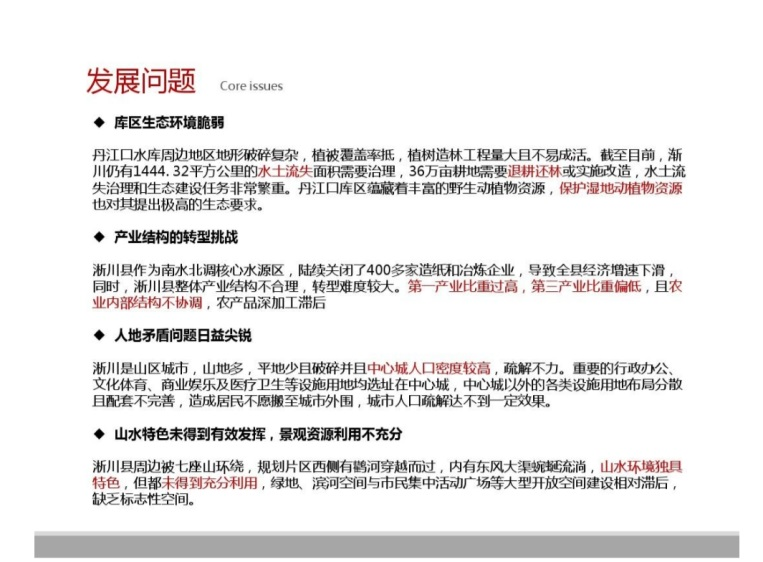 发展问题 Core issues
◆ 库区生态环境脆弱
丹江口水库周边地区地形破碎复杂，植被覆盖率抵，植树造林工程量大且不易成活。截至目前，淅
川仍有1444.32平方公里的水土流失面积需要治理，36万亩耕地需要退耕还林或实施改造，水土流
失治理和生态建设任务非常繁重。丹江口库区蕴藏着丰富的野生动植物资源，保护湿地动植物资源
也对其提出极高的生态要求。
◆ 产业结构的转型挑战
淅川县作为南水北调核心水源区，陆续关闭了400多家造纸和冶炼企业，导致全县经济增速下滑，
同时，淅川县整体产业结构不合理，转型难度较大。第一产业比重过高，第三产业比重偏低，且农
业内部结构不协调，农产品深加工滞后
◆ 人地矛盾问题日益尖锐
淅川是山区城市，山地多，平地少且破碎并且中心城人口密度较高，疏解不力。重要的行政办公、
文化体育、商业娱乐及医疗卫生等设施用地均选址在中心城，中心城以外的各类设施用地布局分散
且配套不完善，造成居民不愿搬至城市外围，城市人口疏解达不到一定效果。
◆ 山水特色未得到有效发挥，景观资源利用不充分
淅川县周边被七座山环绕，规划片区西侧有鹳河穿越而过，内有东风大渠蜿蜒流淌，山水环境独具
特色，但都未得到充分利用，绿地、滨河空间与市民集中活动广场等大型开放空间建设相对滞后，
缺乏标志性空间。